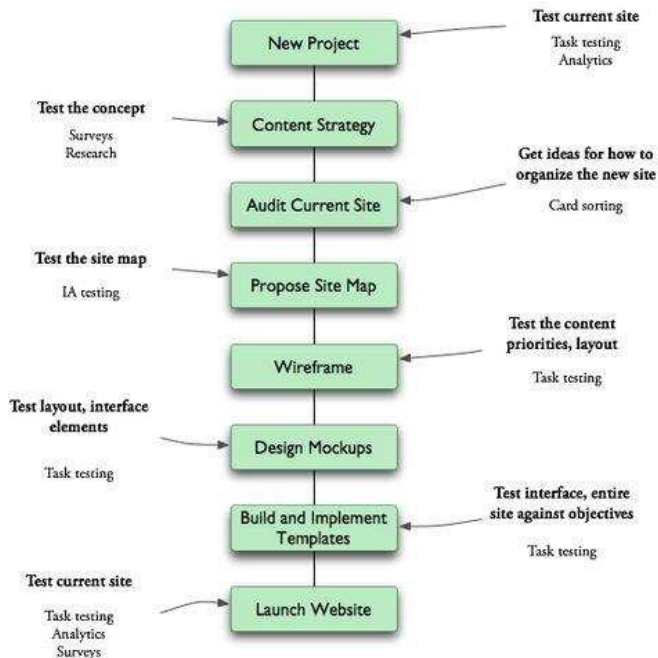 Test current site
Task testing
Analytics
New Project
Test the concept
Surveys
Research
Content Strategy
Get ideas for how to
organize the new site
Card sorting
Audit Current Site
Test the site map
IA testing
Propose Site Map
Test the content
priorities, layout
Task testing
Wireframe
Test layout, interface
elements
Task testing
Design Mockups
Test interface, entire
site against objectives
Task testing
Build and Implement
Templates
Test current site
Task testing
Analytics
Surveys
Launch Website